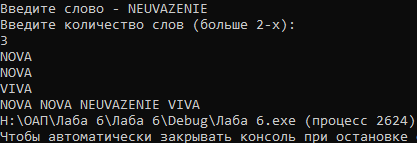 Введите слово - NEUVAZENIE
Введите количество слов (больше 2-х):
3
NOVA
NOVA
VIVA
NOVA NOVA NEUVAZENIE VIVA
H:\ОАП\Лаба 6\Лаба 6\Debug\Лаба 6.exe (процесс 2624)
Чтобы автоматически закрывать консоль при остановке